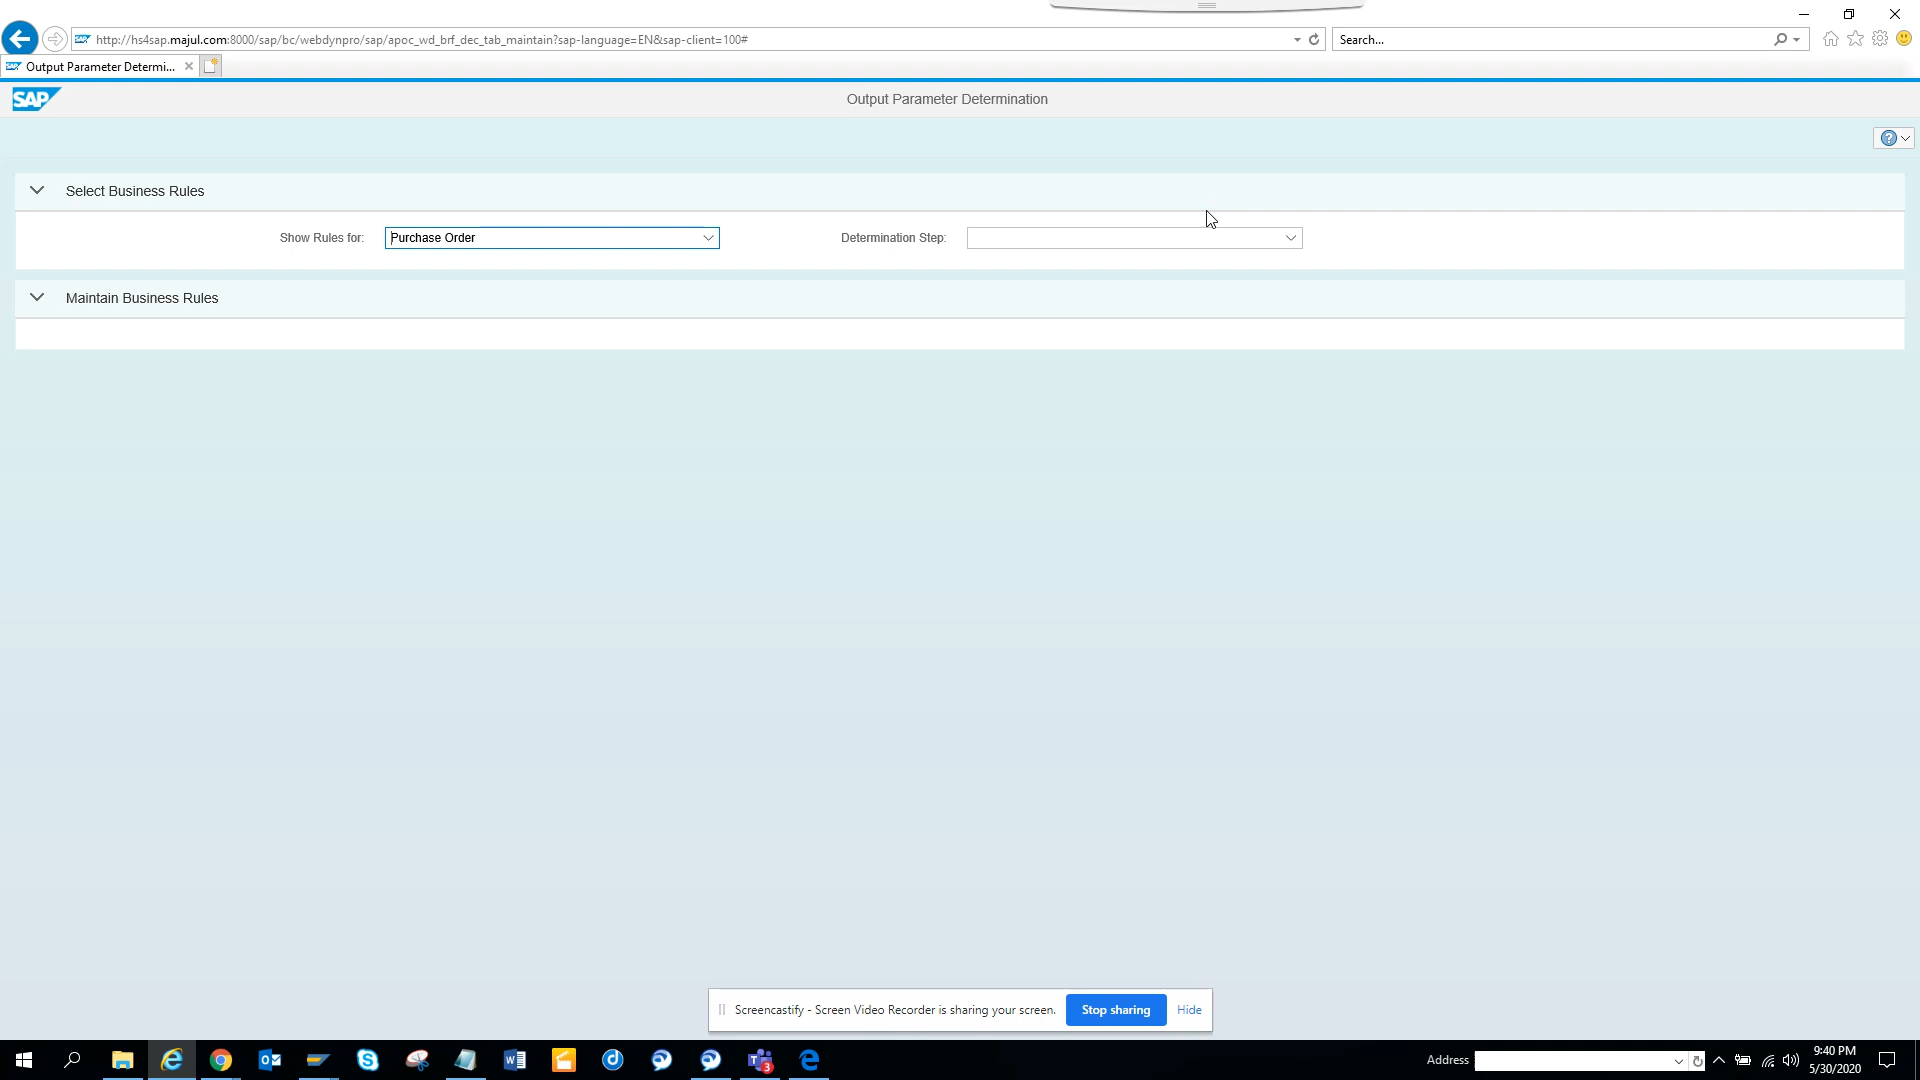 http://hs4sap.majul.com:8000/sap/bc/webdynpro/sap/apoc_wd_brf_dec_tab_maintain?sap-language=EN&sap-client=100#
Search...
Output Parameter Determi...
SAP
Output Parameter Determination
Select Business Rules
Show Rules for:
Purchase Order
Determination Step:
Maintain Business Rules
Screencastify - Screen Video Recorder is sharing your screen.
Stop sharing
Hide
Address
9:40 PM
5/30/2020
3